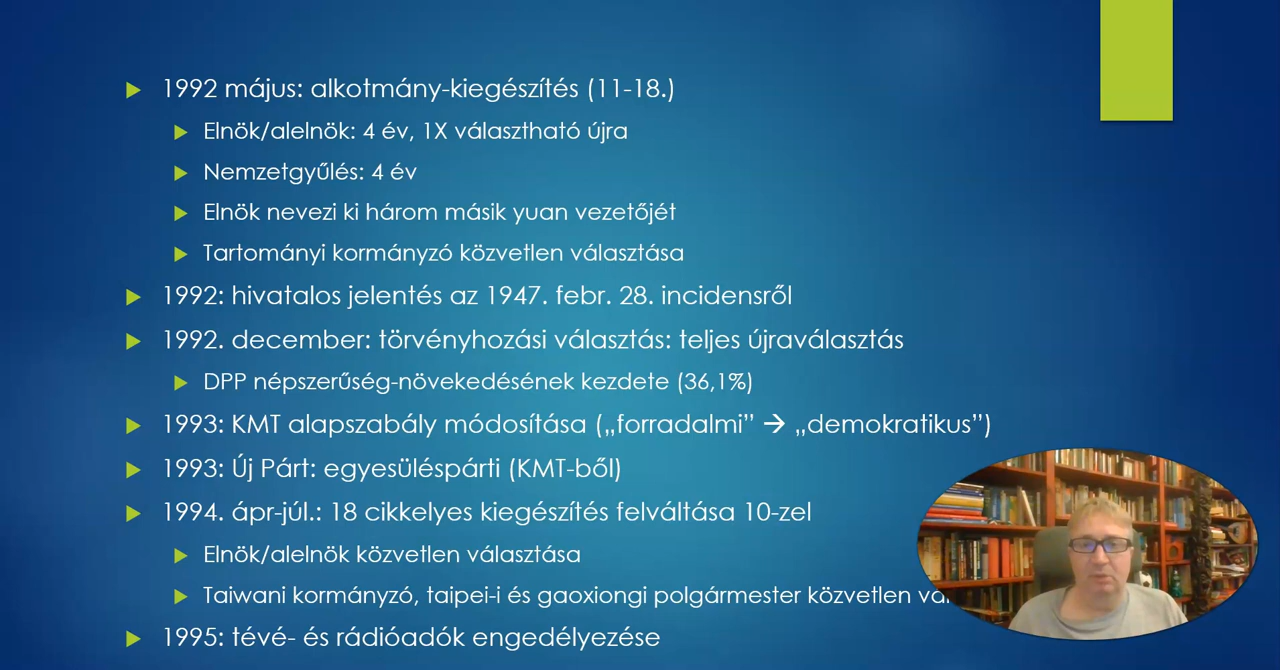 1992 május: alkotmány-kiegészítés (11-18.)
Elnök/alelnök: 4 év, 1X választható újra
Nemzetgyűlés: 4 év
Elnök nevezi ki három másik yuan vezetőjét
Tartományi kormányzó közvetlen választása
1992: hivatalos jelentés az 1947. febr. 28. incidensről
1992. december: törvényhozási választás: teljes újraválasztás
DPP népszerűség-növekedésének kezdete (36,1%)
1993: KMT alapszabály módosítása („forradalmi” → „demokratikus”)
1993: Új Párt: egyesüléspárti (KMT-ből)
1994. ápr-júl.: 18 cikkelyes kiegészítés felváltása 10-zel
Elnök/alelnök közvetlen választása
Taiwani kormányzó, taipei-i és gaoxiongi polgármester közvetlen
1995: tévé- és rádióadók engedélyezése